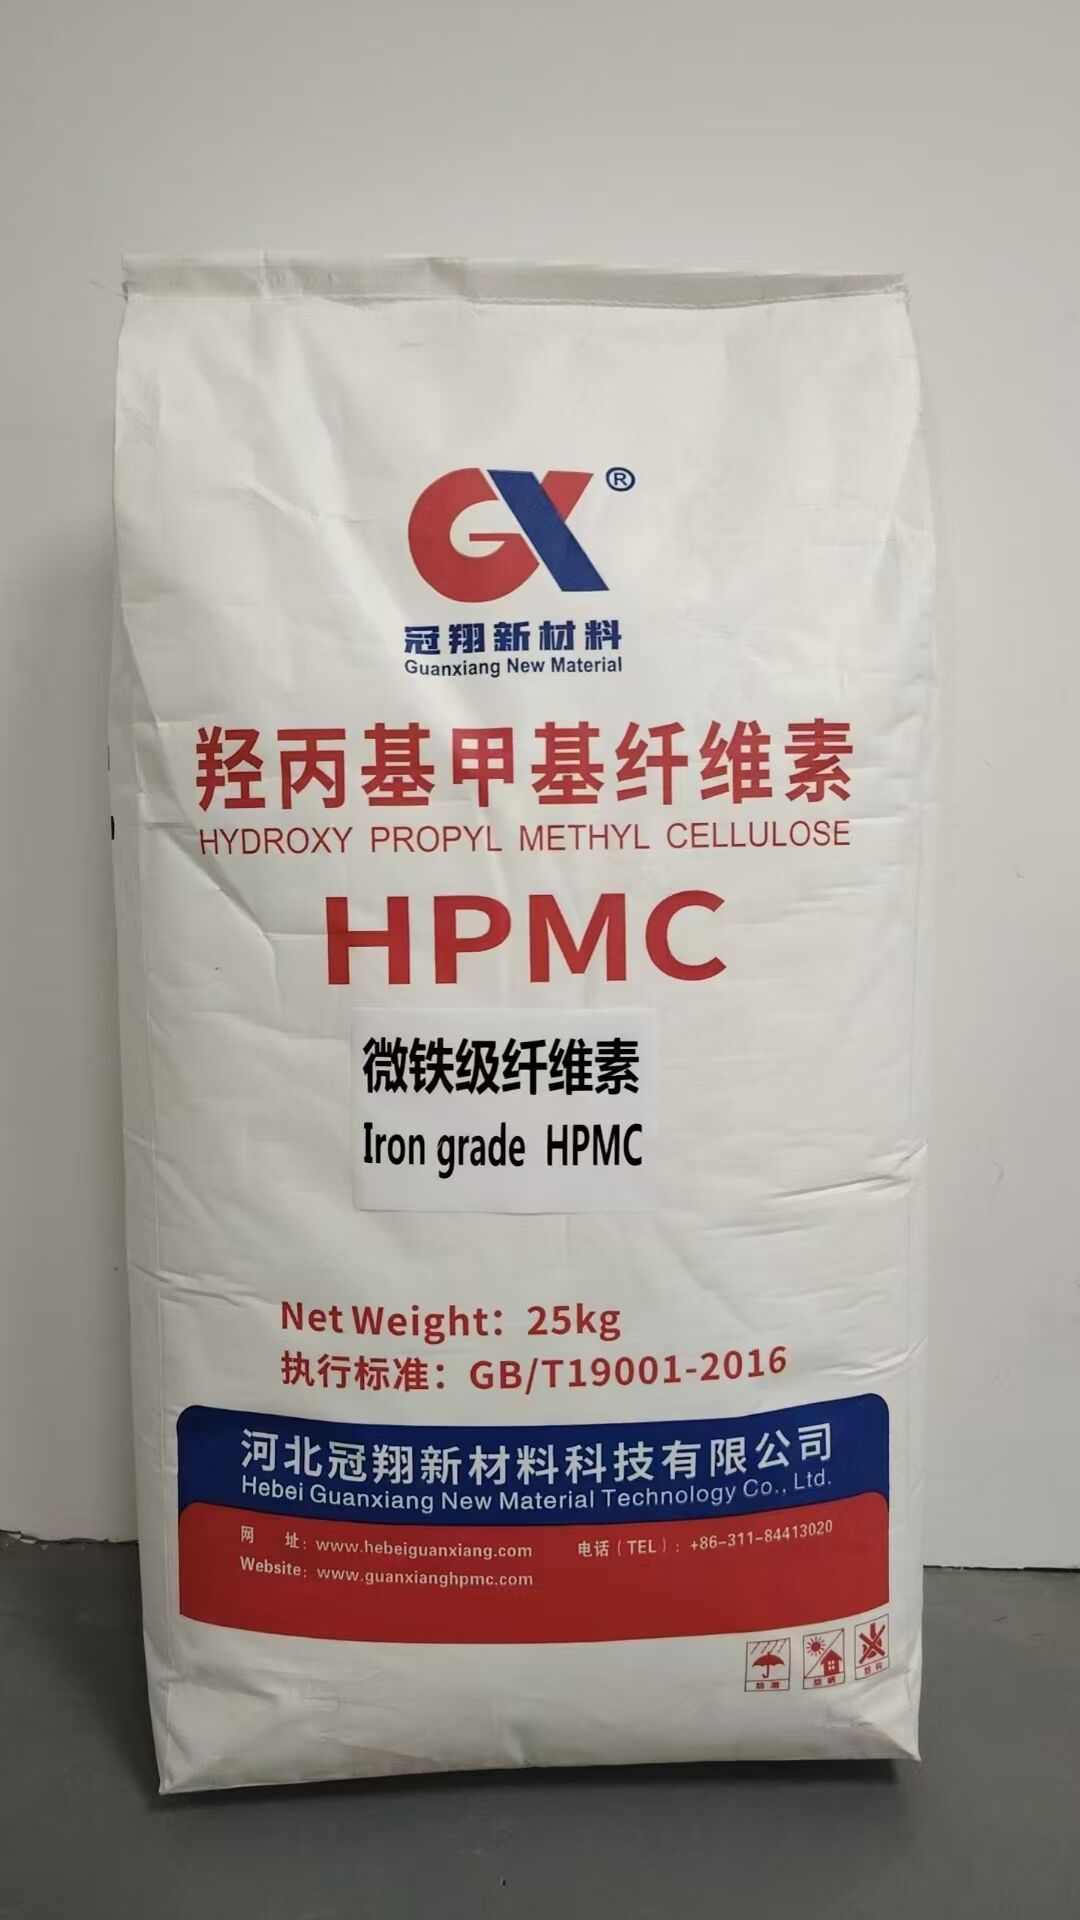 GX®
冠翔新材料
Guanxiang New Material
羟丙基甲基纤维素
HYDROXY PROPYL METHYL CELLULOSE
HPMC
微铁级纤维素
Iron grade HPMC
Net Weight：25kg
执行标准：GB/T19001-2016
河北冠翔新材料科技有限公司
Hebei Guanxiang New Material Technology Co., Ltd.
网 址：www.hebeiguanxiang.com 电话（TEL）：+86-311-84413020
Website：www.guanxianghpmc.com
防潮 防晒